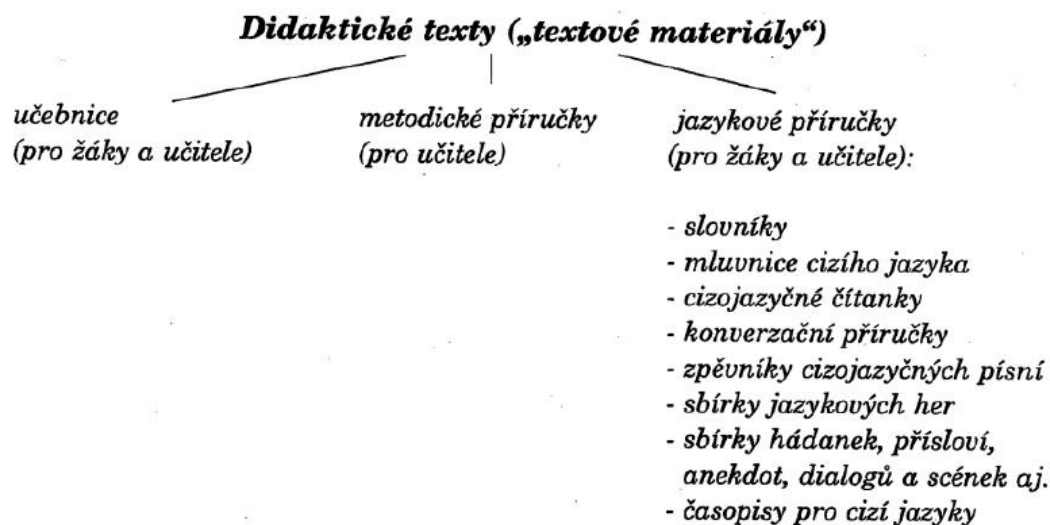 Didaktické texty („textové materiály“)
učebnice
(pro žáky a učitele)
metodické příručky
(pro učitele)
jazykové příručky
(pro žáky a učitele):
- slovníky
- mluvnice cizího jazyka
- cizojazyčné čítanky
- konverzační příručky
- zpěvníky cizojazyčných písní
- sbírky jazykových her
- sbírky hádanek, přísloví,
anekdot, dialogů a scének aj.
- časopisy pro cizí jazyky